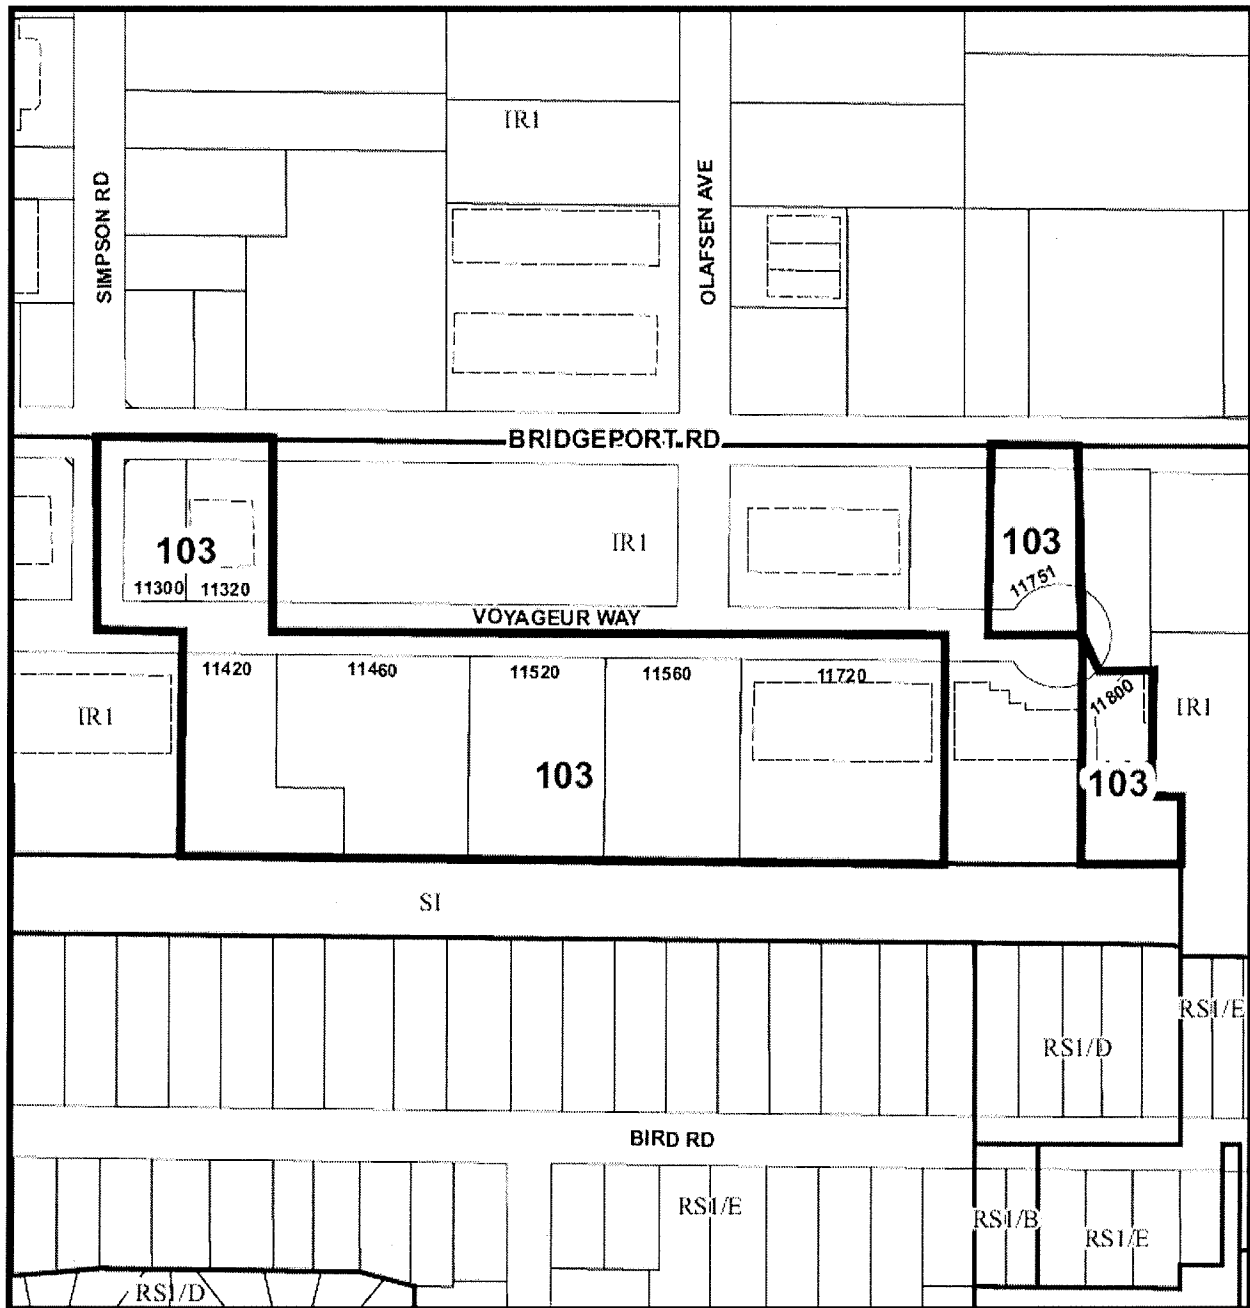 IR1
SIMPSON RD
OLAFSEN AVE
BRIDGEPORT RD
103
11300 11320
IR1
103
11751
VOYAGEUR WAY
11420 11460 11520 11560 11720
11800
IR1
IR1
103
103
SI
RS1/E
RS1/D
BIRD RD
RS1/E
RS1/B
RS1/E
RS1/D